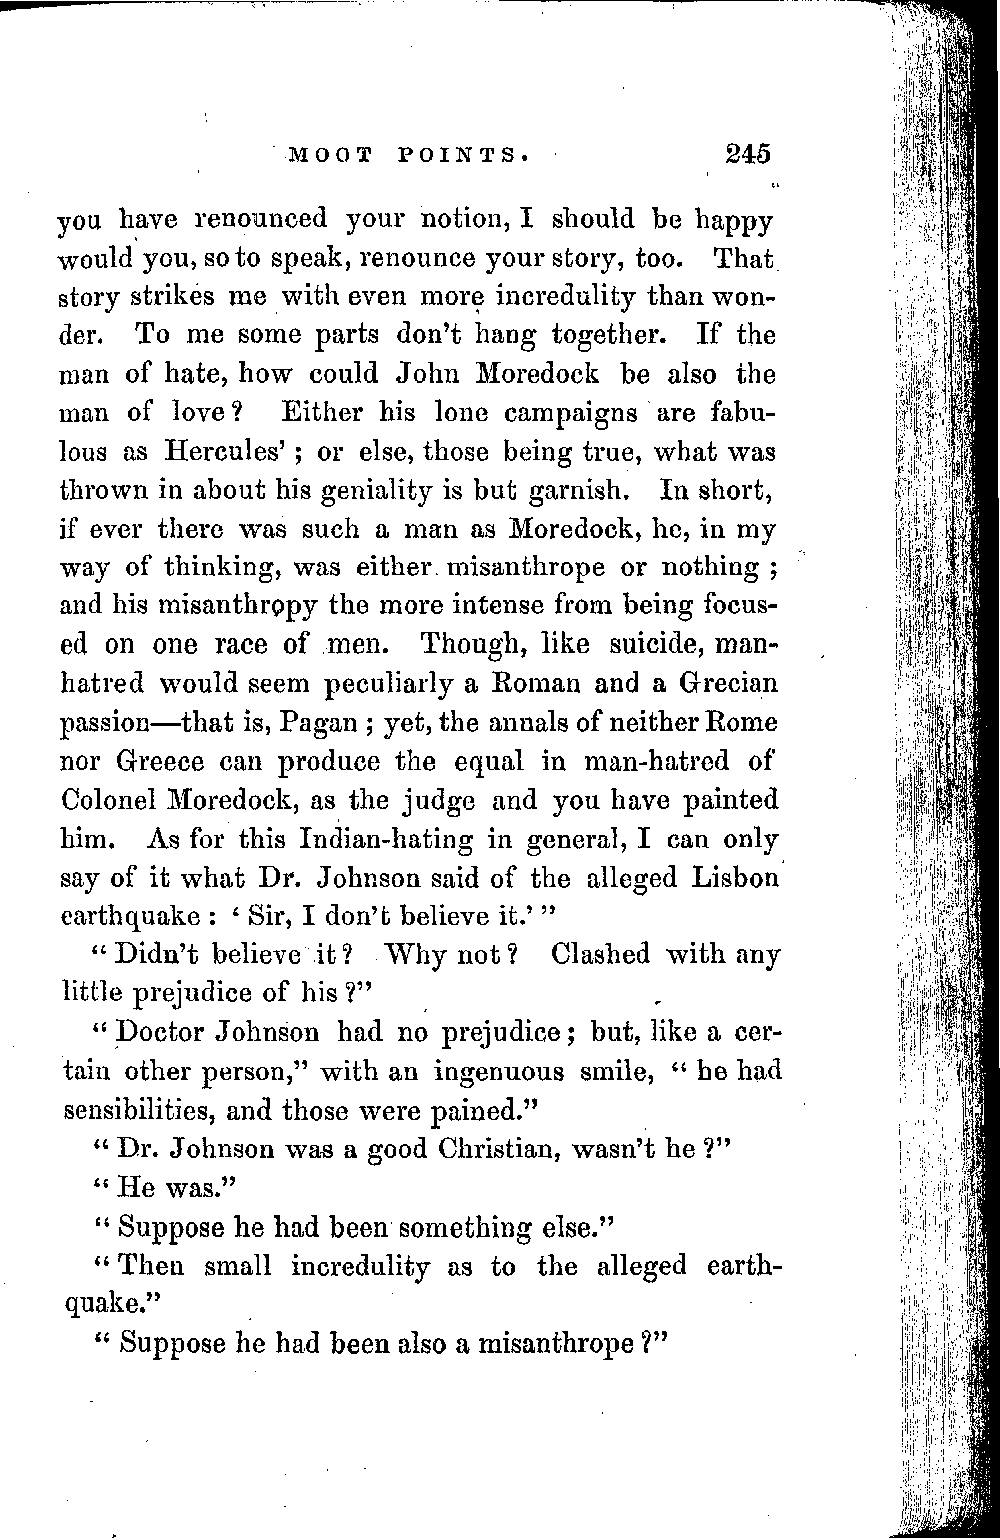 MOOT POINTS. 245
you have renounced your notion, I should be happy
would you, so to speak, renounce your story, too. That
story strikes me with even more incredulity than won-
der. To me some parts don't hang together. If the
man of hate, how could John Moredock be also the
man of love? Either his lone campaigns are fabu-
lous as Hercules'; or else, those being true, what was
thrown in about his geniality is but garnish. In short,
if ever there was such a man as Moredock, he, in my
way of thinking, was either misanthrope or nothing;
and his misanthropy the more intense from being focus-
ed on one race of men. Though, like suicide, man-
hatred would seem peculiarly a Roman and a Grecian
passion—that is, Pagan; yet, the annals of neither Rome
nor Greece can produce the equal in man-hatred of
Colonel Moredock, as the judge and you have painted
him. As for this Indian-hating in general, I can only
say of it what Dr. Johnson said of the alleged Lisbon
earthquake: 'Sir, I don't believe it.'"
"Didn't believe it? Why not? Clashed with any
little prejudice of his?"
"Doctor Johnson had no prejudice; but, like a cer-
tain other person," with an ingenuous smile, "he had
sensibilities, and those were pained."
"Dr. Johnson was a good Christian, wasn't he?"
"He was."
"Suppose he had been something else."
"Then small incredulity as to the alleged earth-
quake."
"Suppose he had been also a misanthrope?"